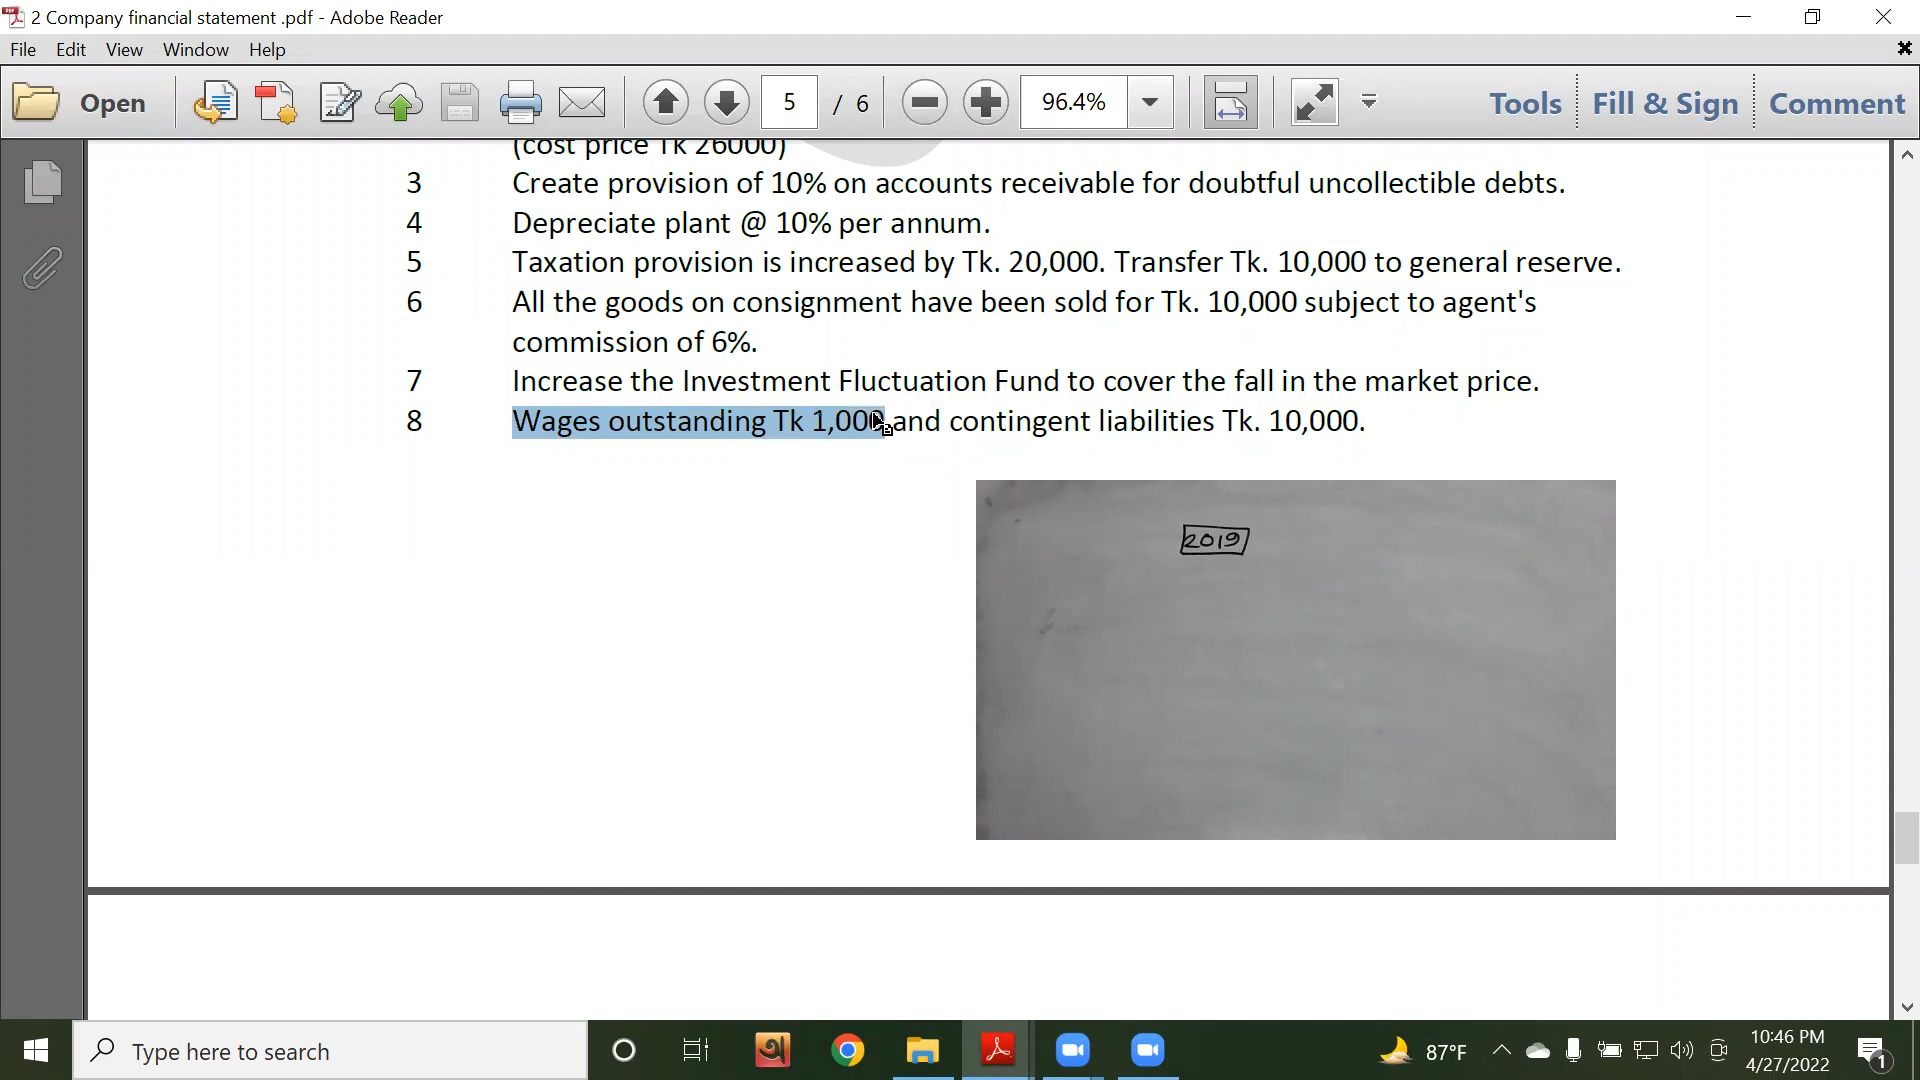 2 Company financial statement .pdf - Adobe Reader
File Edit View Window Help
Open 5 / 6 96.4% Tools Fill & Sign Comment
(cost price Tk 26000)
3 Create provision of 10% on accounts receivable for doubtful uncollectible debts.
4 Depreciate plant @ 10% per annum.
5 Taxation provision is increased by Tk. 20,000. Transfer Tk. 10,000 to general reserve.
6 All the goods on consignment have been sold for Tk. 10,000 subject to agent's
commission of 6%.
7 Increase the Investment Fluctuation Fund to cover the fall in the market price.
8 Wages outstanding Tk 1,000 and contingent liabilities Tk. 10,000.
2019
Type here to search
87°F
10:46 PM
4/27/2022
1